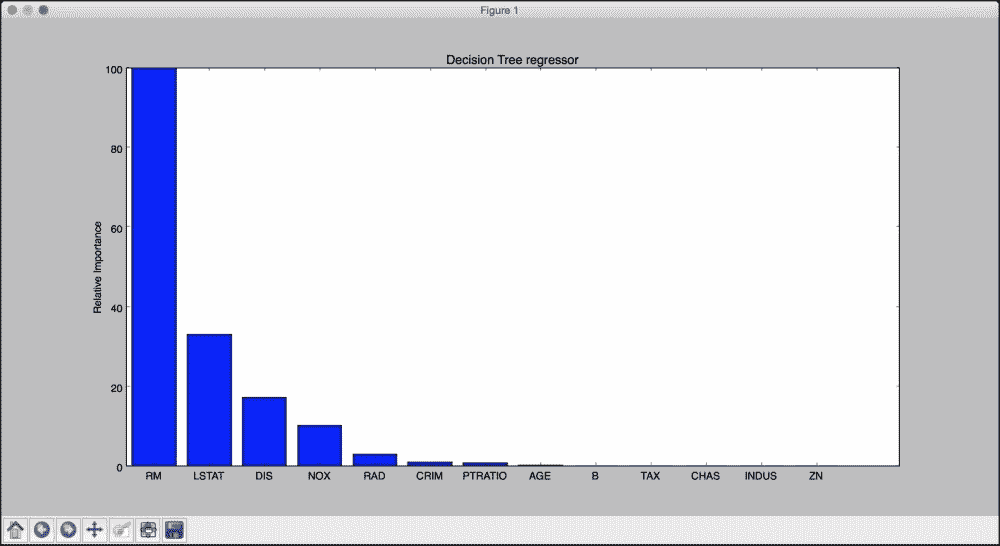 Figure 1
Decision Tree regressor
100
80
60
40
20
0
Relative Importance
RM LSTAT DIS NOX RAD CRIM PTRATIO AGE B TAX CHAS INDUS ZN